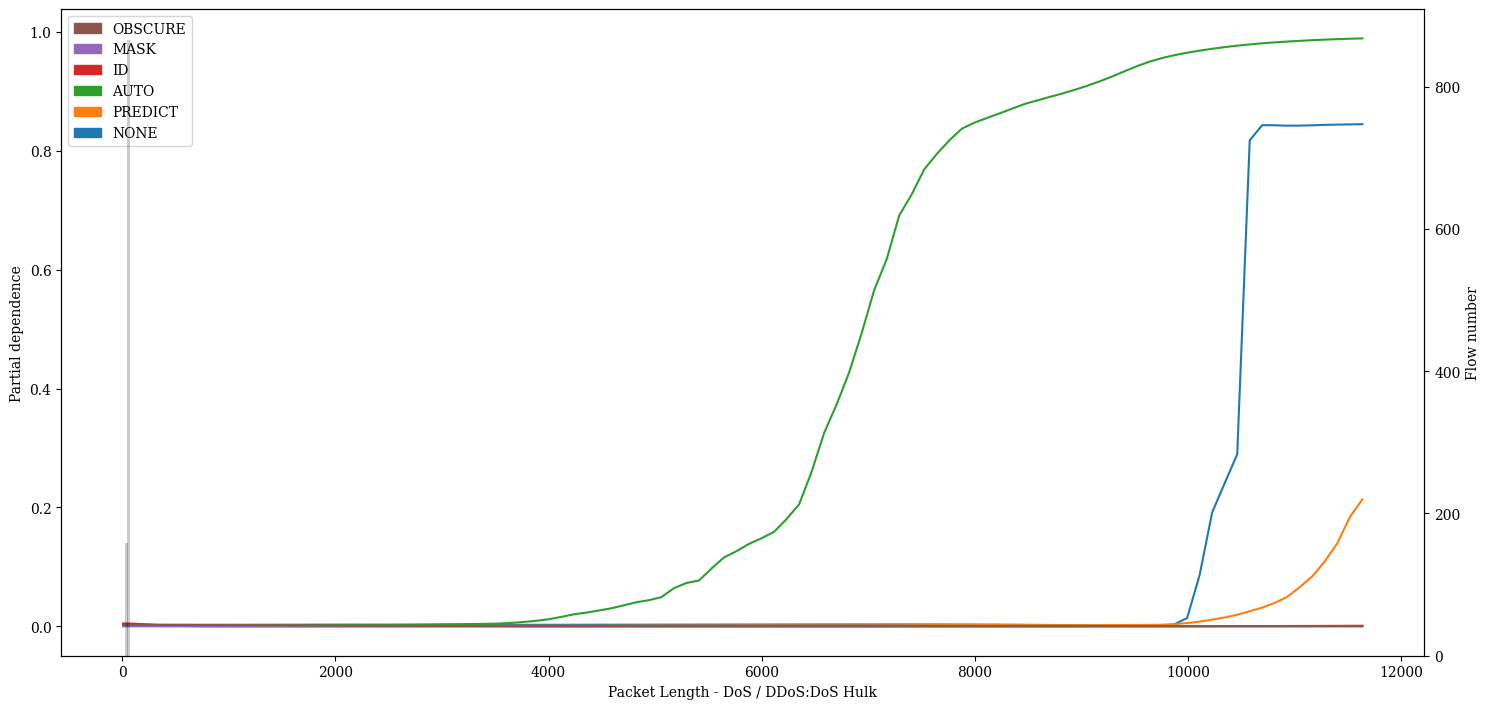 OBSCURE
MASK
ID
AUTO
PREDICT
NONE
1.0
0.8
0.6
0.4
0.2
0.0
Partial dependence
800
600
400
200
0
Flow number
0 2000 4000 6000 8000 10000 12000
Packet Length - DoS / DDoS:DoS Hulk